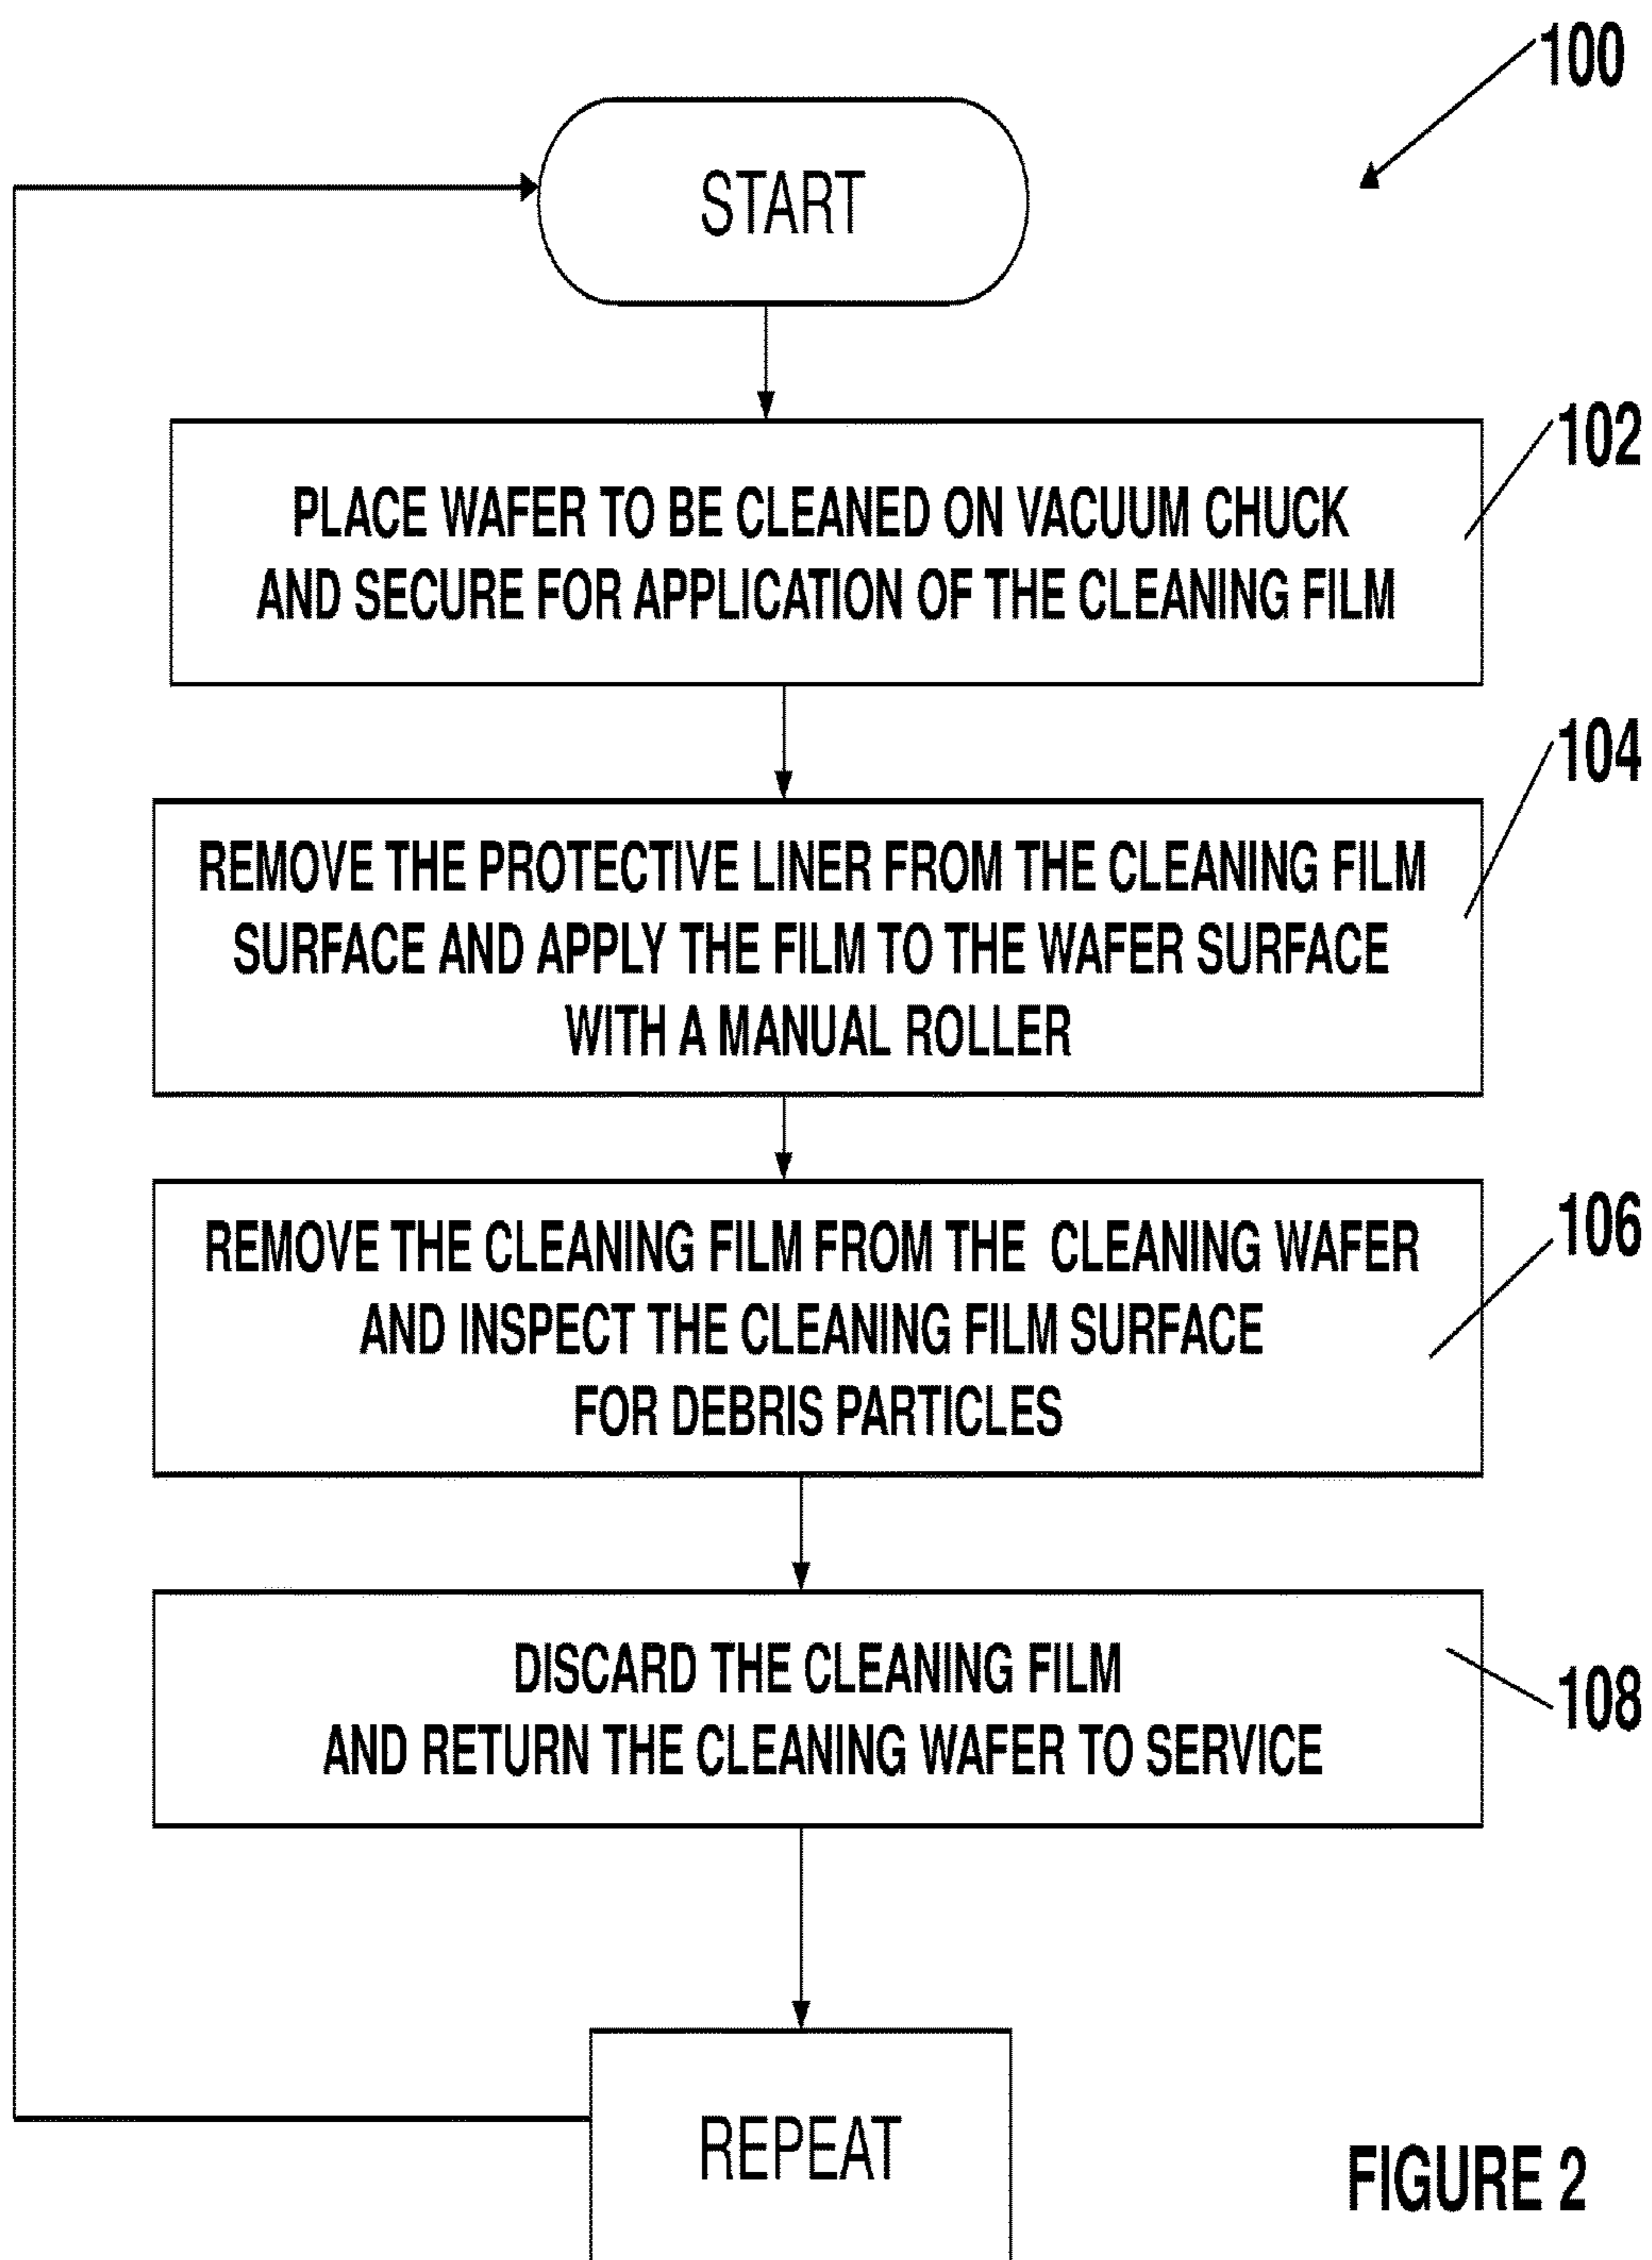 100
START
102
PLACE WAFER TO BE CLEANED ON VACUUM CHUCK
AND SECURE FOR APPLICATION OF THE CLEANING FILM
104
REMOVE THE PROTECTIVE LINER FROM THE CLEANING FILM
SURFACE AND APPLY THE FILM TO THE WAFER SURFACE
WITH A MANUAL ROLLER
106
REMOVE THE CLEANING FILM FROM THE CLEANING WAFER
AND INSPECT THE CLEANING FILM SURFACE
FOR DEBRIS PARTICLES
108
DISCARD THE CLEANING FILM
AND RETURN THE CLEANING WAFER TO SERVICE
REPEAT
FIGURE 2